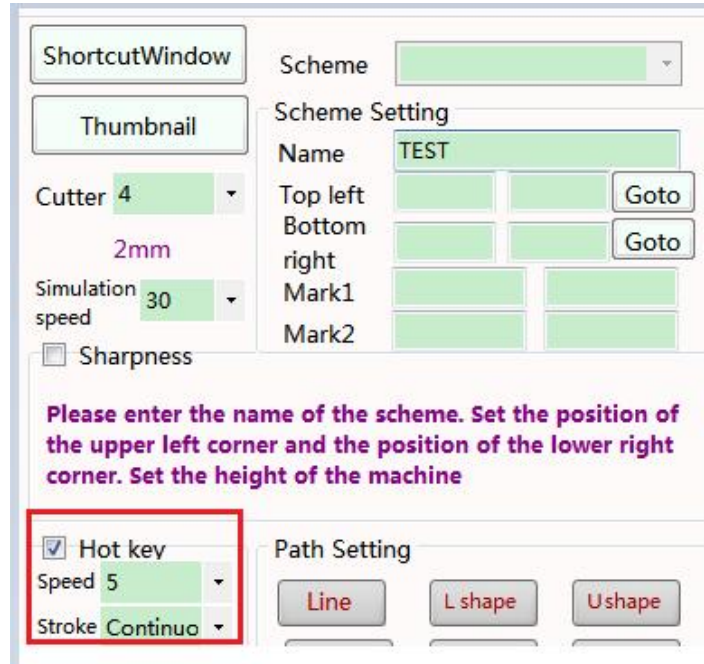 ShortcutWindow
Scheme
Thumbnail
Scheme Setting
Name TEST
Cutter 4
Top left Goto
2mm
Bottom
right Goto
Simulation
speed 30
Mark1
Mark2
Sharpness
Please enter the name of the scheme. Set the position of
the upper left corner and the position of the lower right
corner. Set the height of the machine
Hot key
Path Setting
Speed 5
Line L shape Ushape
Stroke Continuo